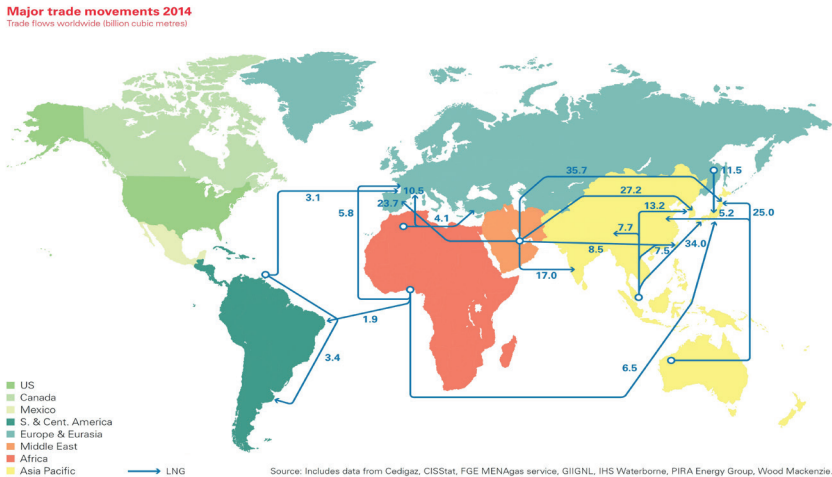 Major trade movements 2014
Trade flows worldwide (billion cubic metres)
35.7
11.5
3.1
10.5
27.2
23.7
13.2
5.8
4.1
5.2
25.0
7.7
34.0
8.5
7.5
17.0
1.9
3.4
6.5
US
Canada
Mexico
S. & Cent. America
Europe & Eurasia
Middle East
Africa
Asia Pacific
LNG
Source: Includes data from Cedigaz, CISStat, FGE MENAgas service, GIIGNL, IHS Waterborne, PIRA Energy Group, Wood Mackenzie.